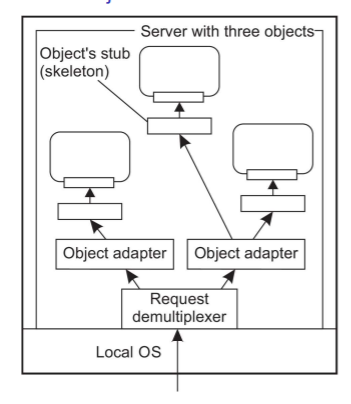 Server with three objects
Object's stub
(skeleton)
Object adapter
Object adapter
Request
demultiplexer
Local OS